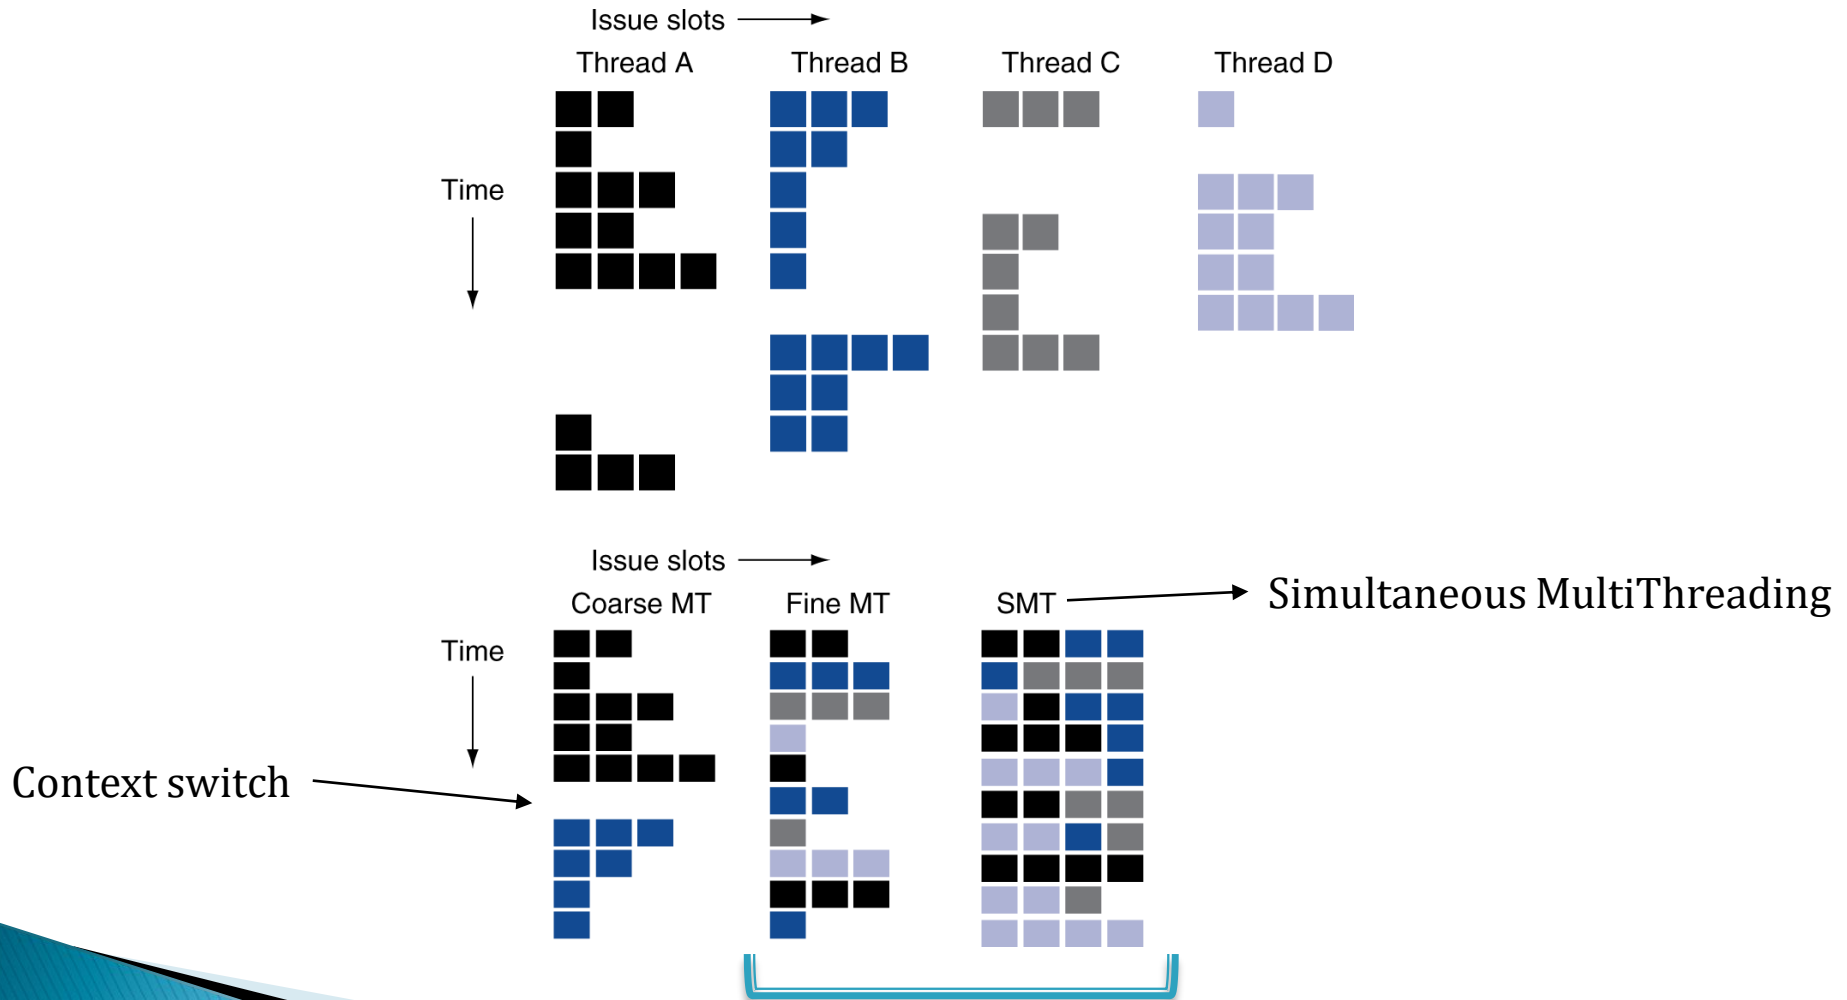 Issue slots
Thread A Thread B Thread C Thread D
Time
Issue slots
Coarse MT Fine MT SMT Simultaneous MultiThreading
Time
Context switch